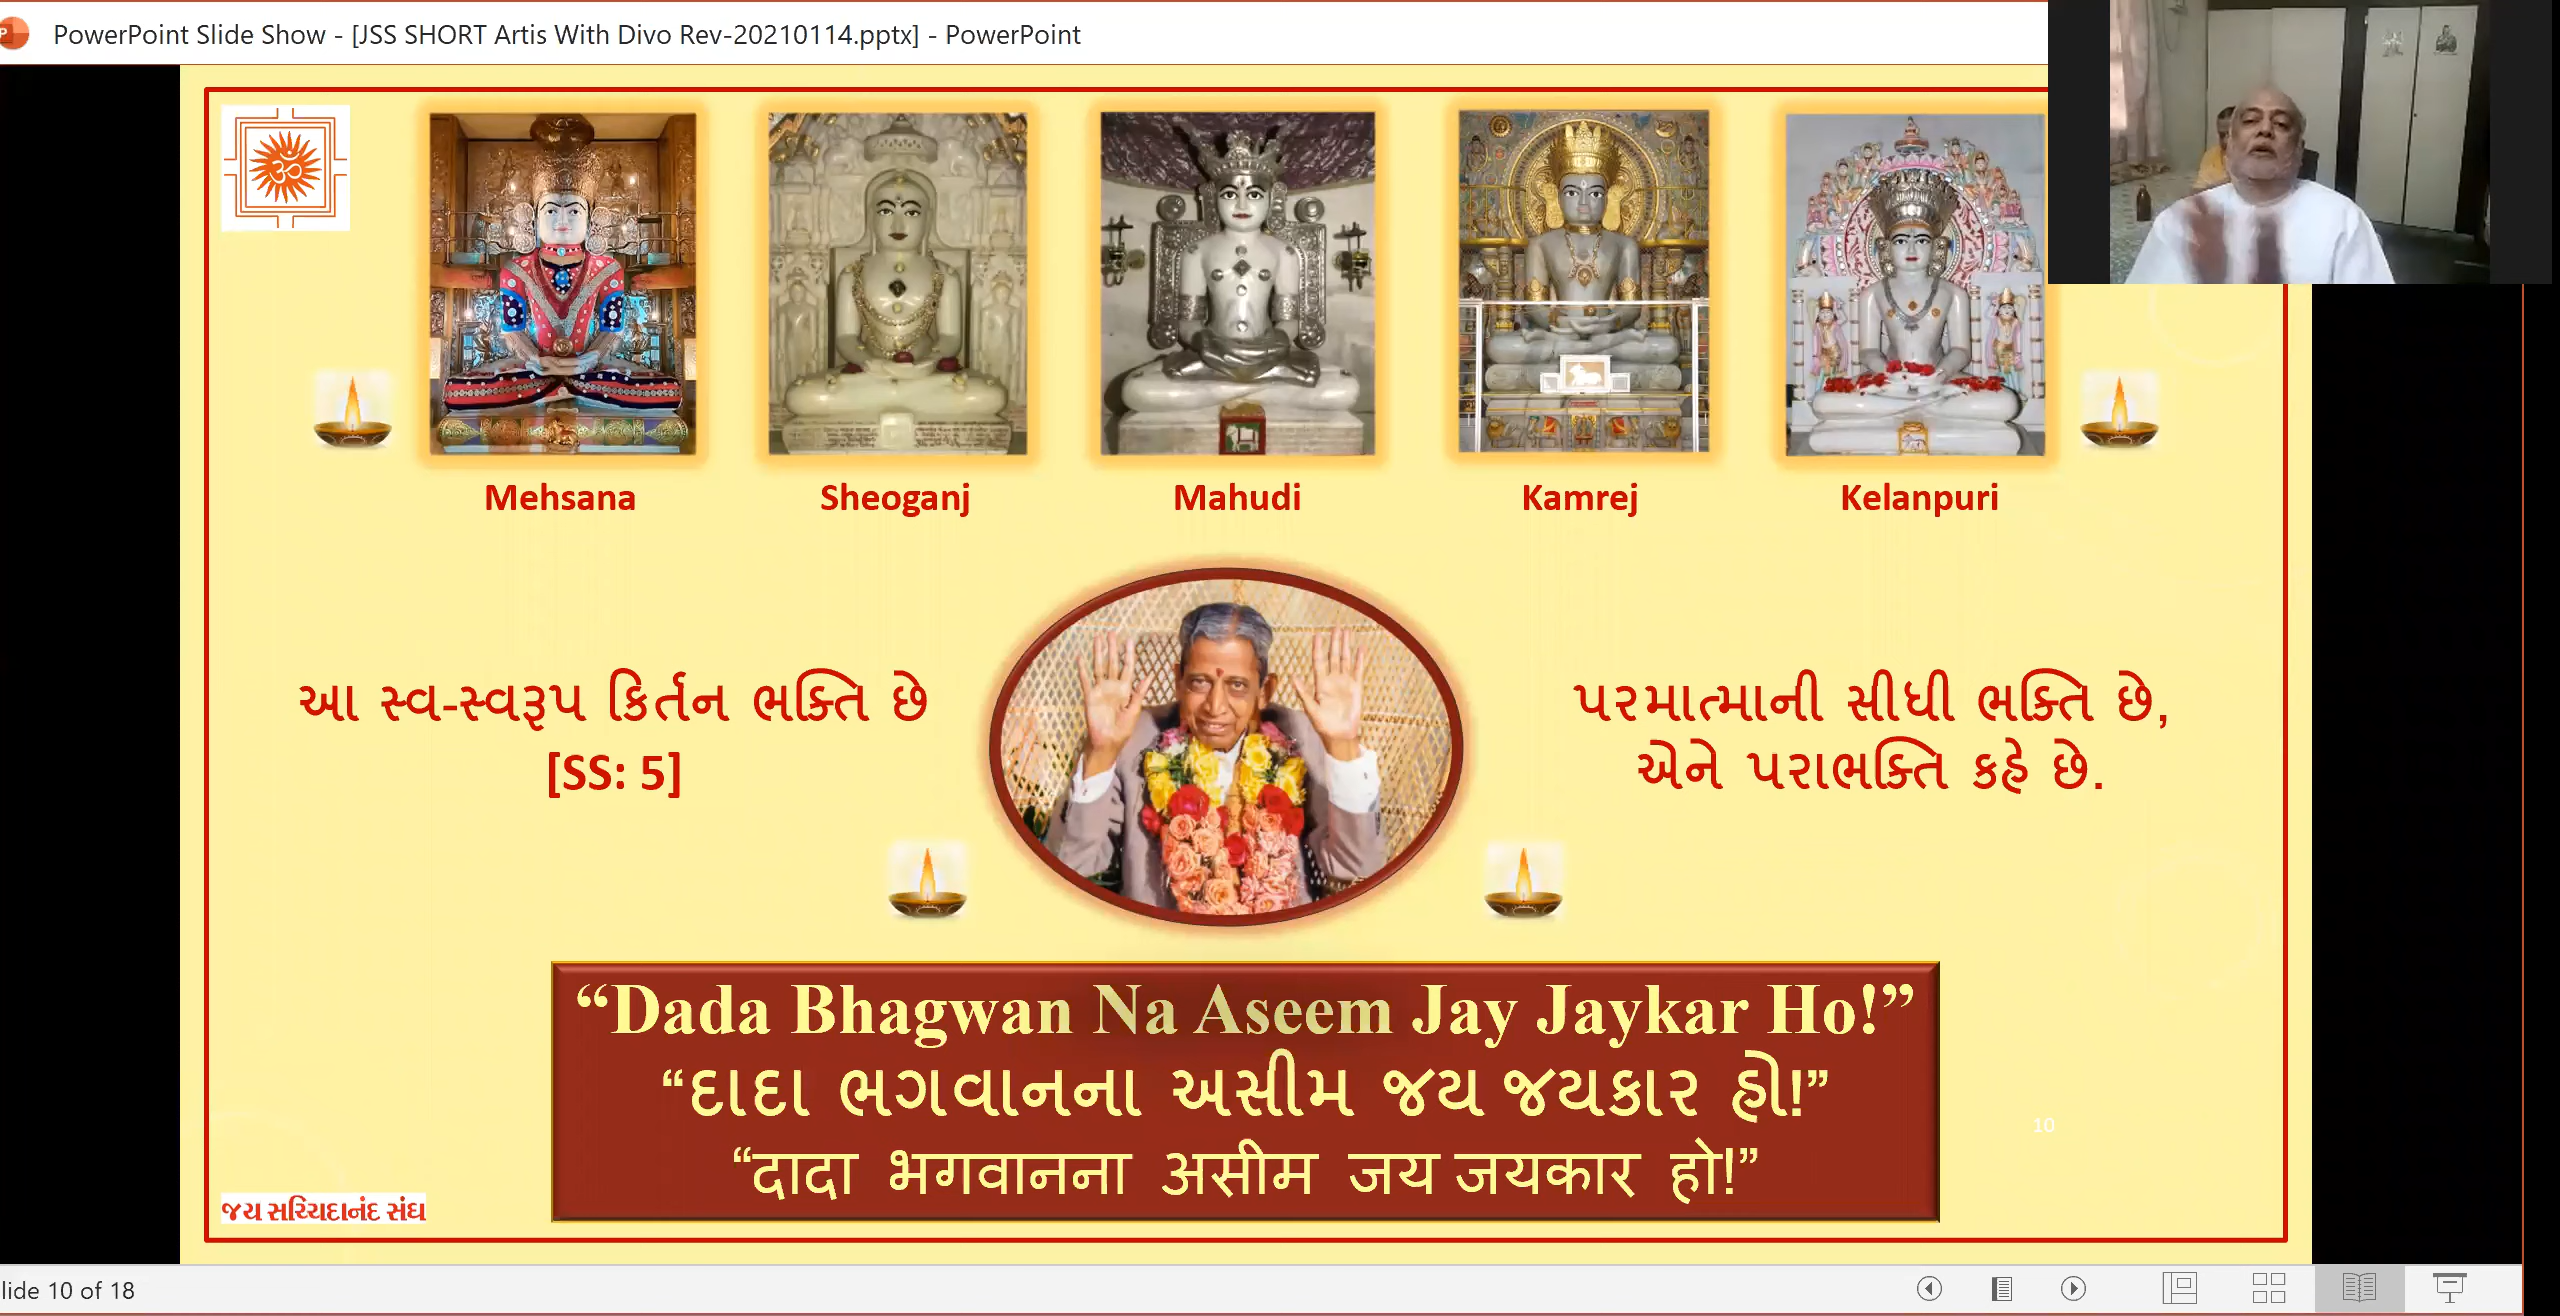 PowerPoint Slide Show - [JSS SHORT Artis With Divo Rev-20210114.pptx] - PowerPoint
Mehsana
Sheoganj
Mahudi
Kamrej
Kelanpuri
આ સ્વ-સ્વરૂપ કિર્તન ભક્તિ છે
[SS: 5]
પરમાત્માની સીધી ભક્તિ છે,
એને પરાભક્તિ કહે છે.
“Dada Bhagwan Na Aseem Jay Jaykar Ho!”
“દાદા ભગવાનના અસીમ જય જયકાર હો!”
“दादा भगवानना असीम जय जयकार हो!”
10
જય સચ્ચિદાનંદ સંઘ
lide 10 of 18